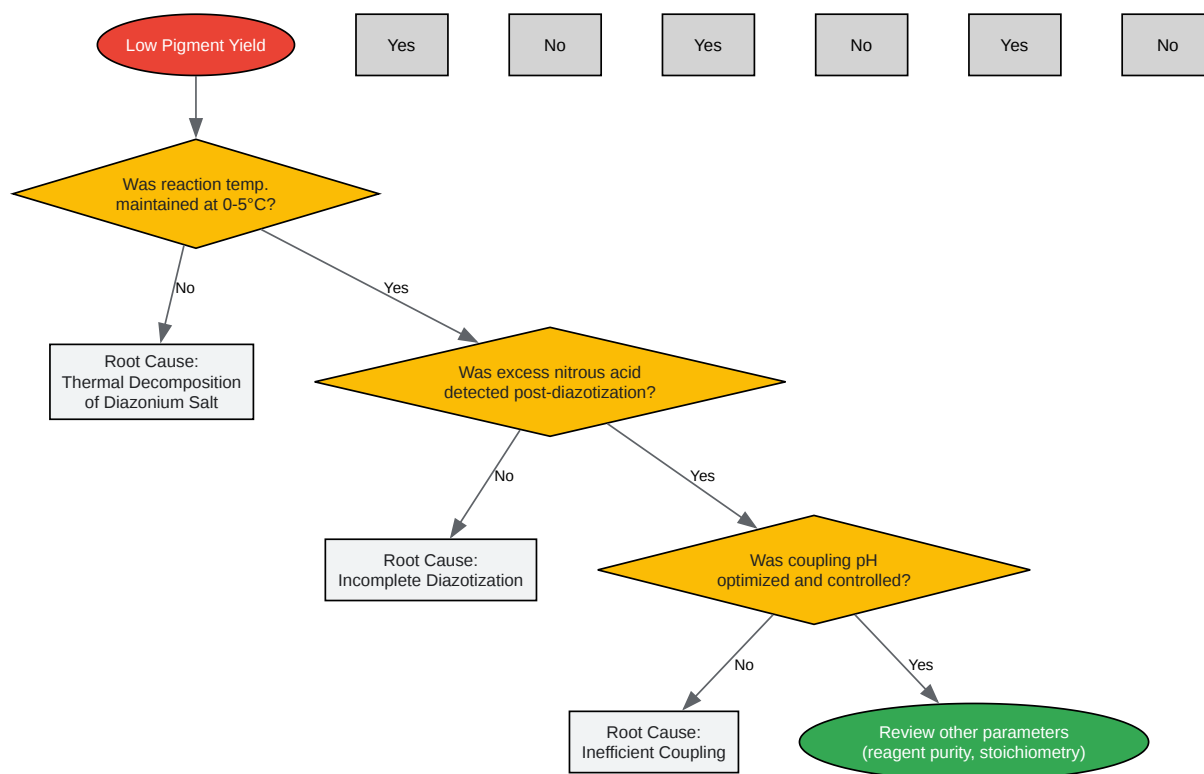 Low Pigment Yield
Yes
No
Yes
No
Yes
No
Was reaction temp.
maintained at 0-5°C?
No
Yes
Root Cause:
Thermal Decomposition
of Diazonium Salt
Was excess nitrous acid
detected post-diazotization?
No
Yes
Root Cause:
Incomplete Diazotization
Was coupling pH
optimized and controlled?
No
Yes
Root Cause:
Inefficient Coupling
Review other parameters
(reagent purity, stoichiometry)